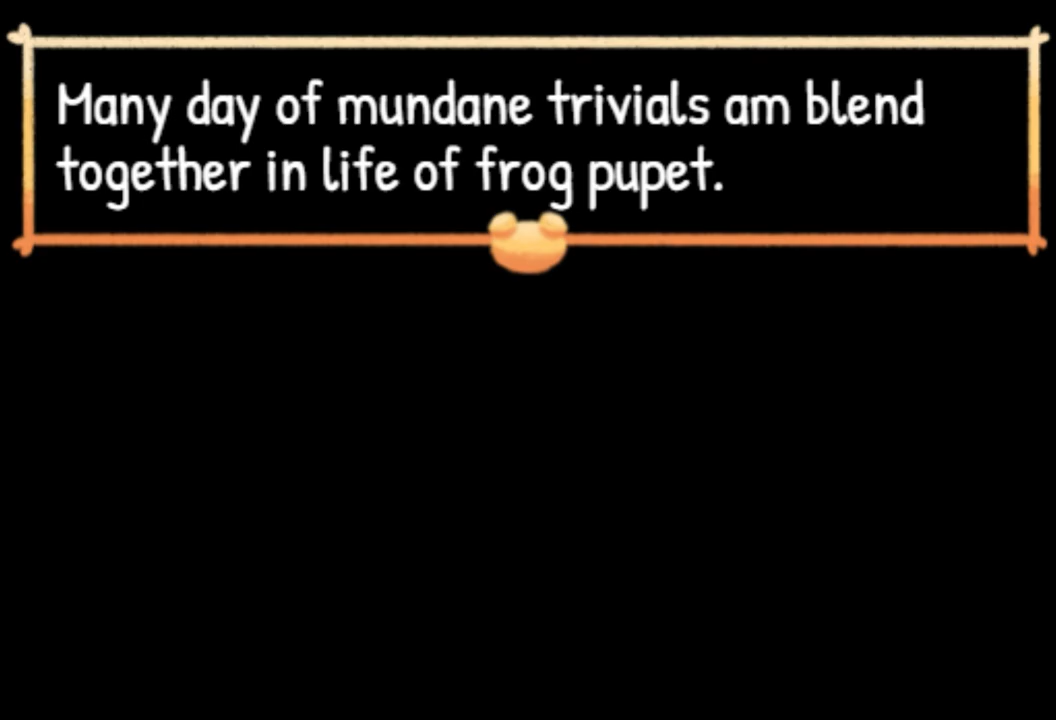 Many day of mundane trivials am blend
together in life of frog pupet.